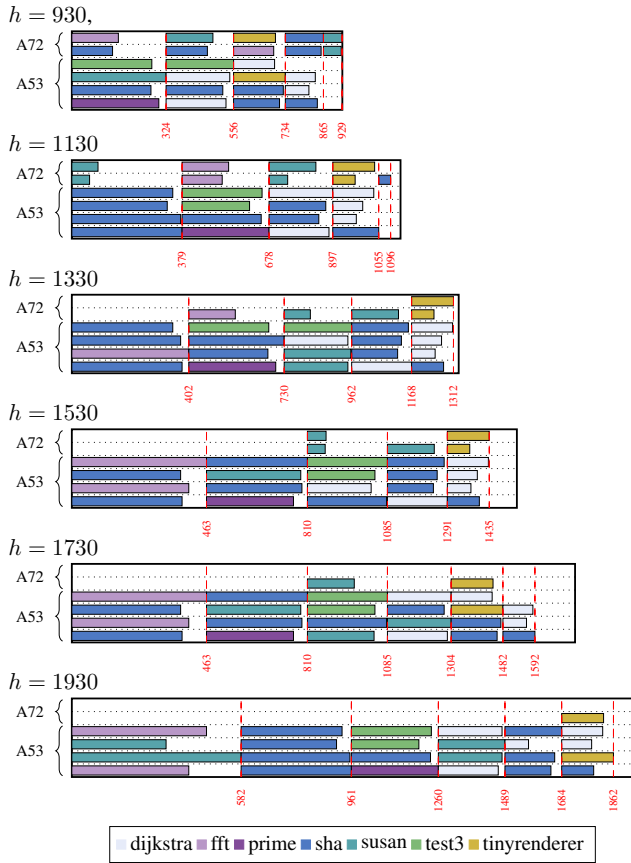 h = 930,
A72
A53
324 556 734 865 929
h = 1130
A72
A53
379 678 897 1055 1096
h = 1330
A72
A53
402 730 962 1168 1312
h = 1530
A72
A53
463 810 1085 1291 1435
h = 1730
A72
A53
463 810 1085 1304 1482 1592
h = 1930
A72
A53
582 961 1260 1489 1684 1862
dijkstra fft prime sha susan test3 tinyrenderer